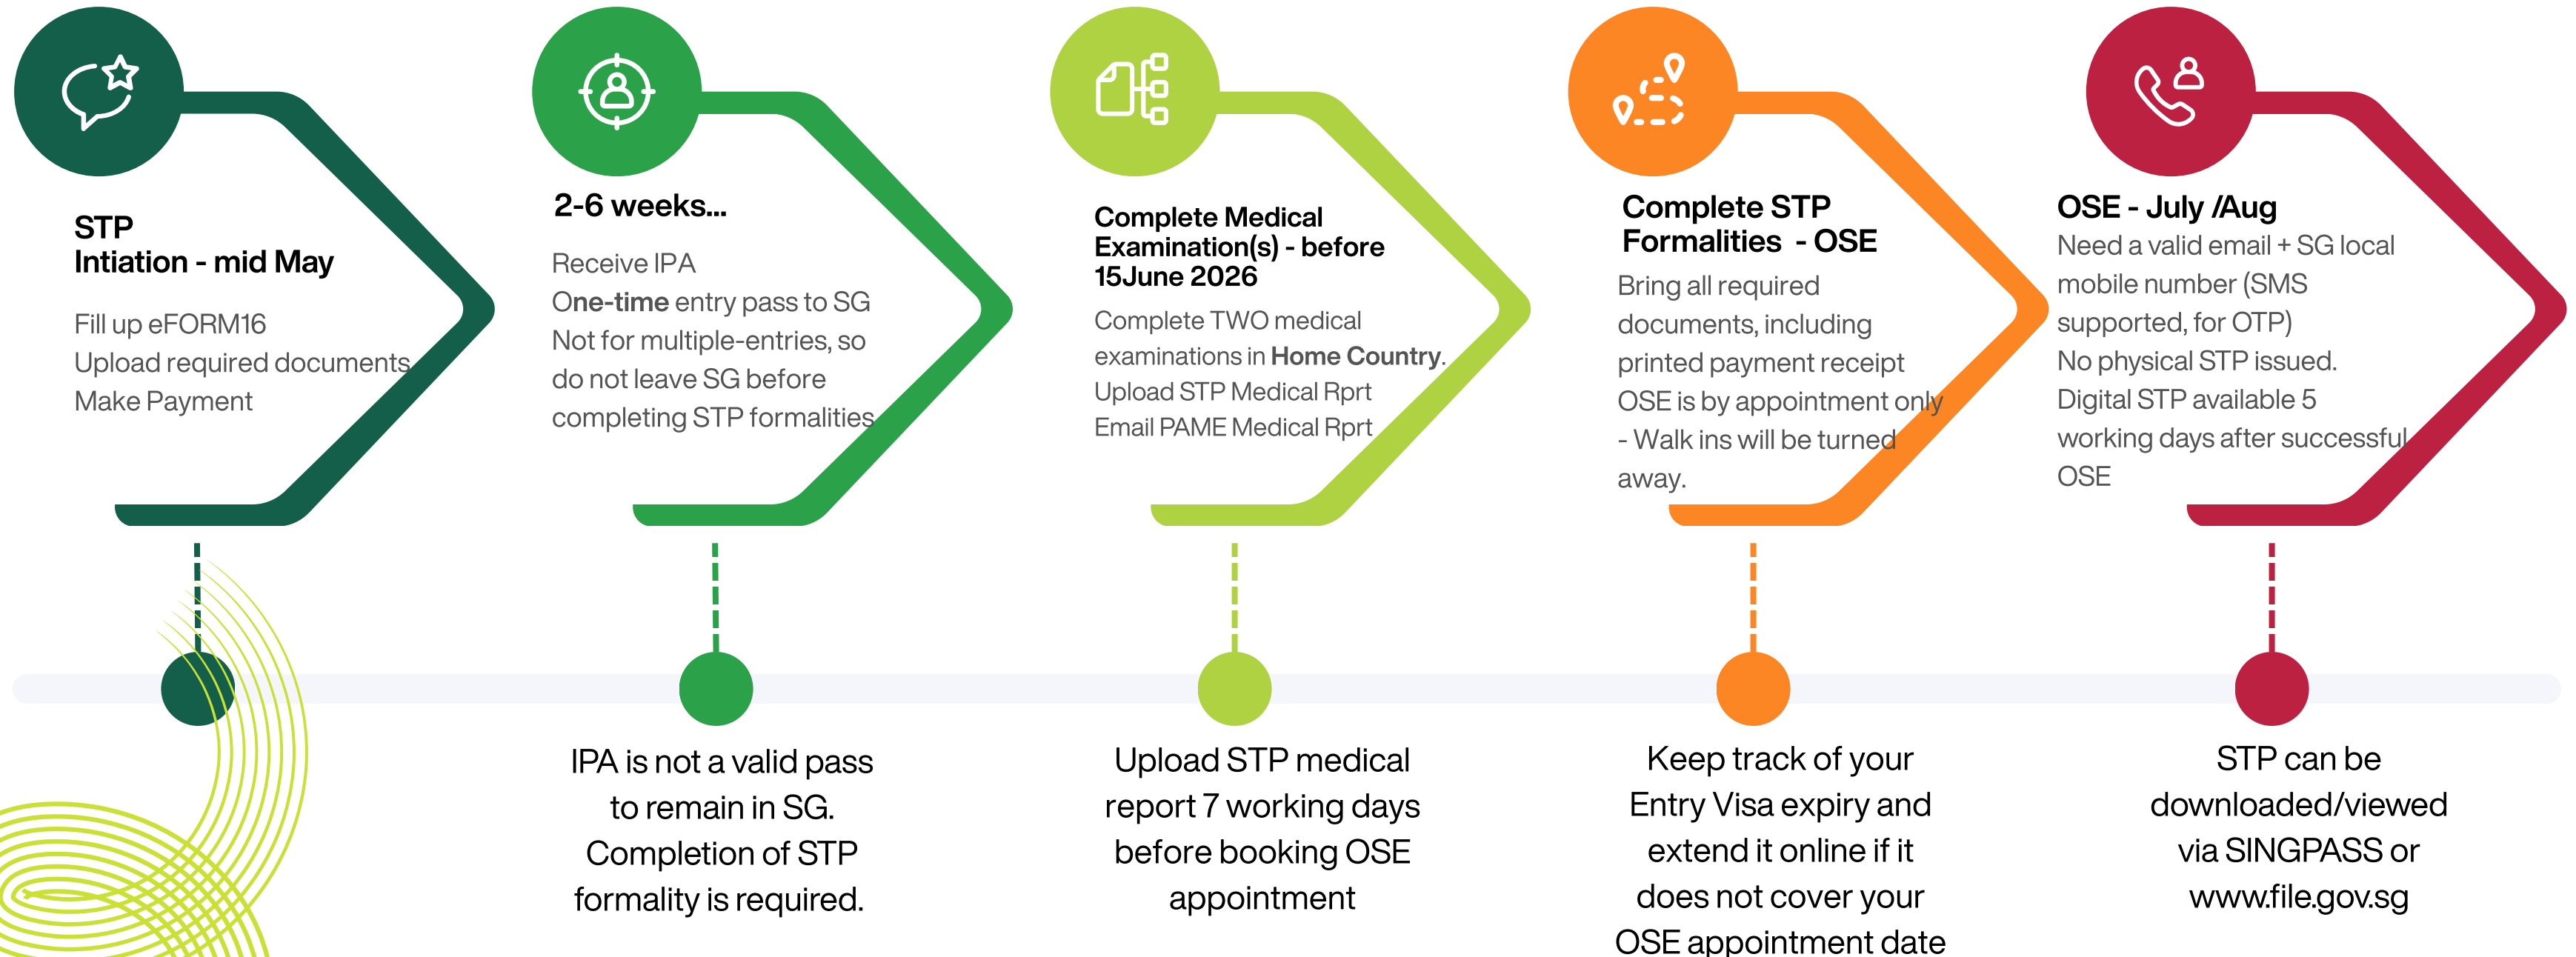 STP
Intiation - mid May
Fill up eFORM16
Upload required documents
Make Payment
2-6 weeks...
Receive IPA
One-time entry pass to SG
Not for multiple-entries, so
do not leave SG before
completing STP formalities
IPA is not a valid pass
to remain in SG.
Completion of STP
formality is required.
Complete Medical
Examination(s) - before
15June 2026
Complete TWO medical
examinations in Home Country.
Upload STP Medical Rprt
Email PAME Medical Rprt
Upload STP medical
report 7 working days
before booking OSE
appointment
Complete STP
Formalities - OSE
Bring all required
documents, including
printed payment receipt
OSE is by appointment only
- Walk ins will be turned
away.
Keep track of your
Entry Visa expiry and
extend it online if it
does not cover your
OSE appointment date
OSE - July /Aug
Need a valid email + SG local
mobile number (SMS
supported, for OTP)
No physical STP issued.
Digital STP available 5
working days after successful
OSE
STP can be
downloaded/viewed
via SINGPASS or
www.file.gov.sg